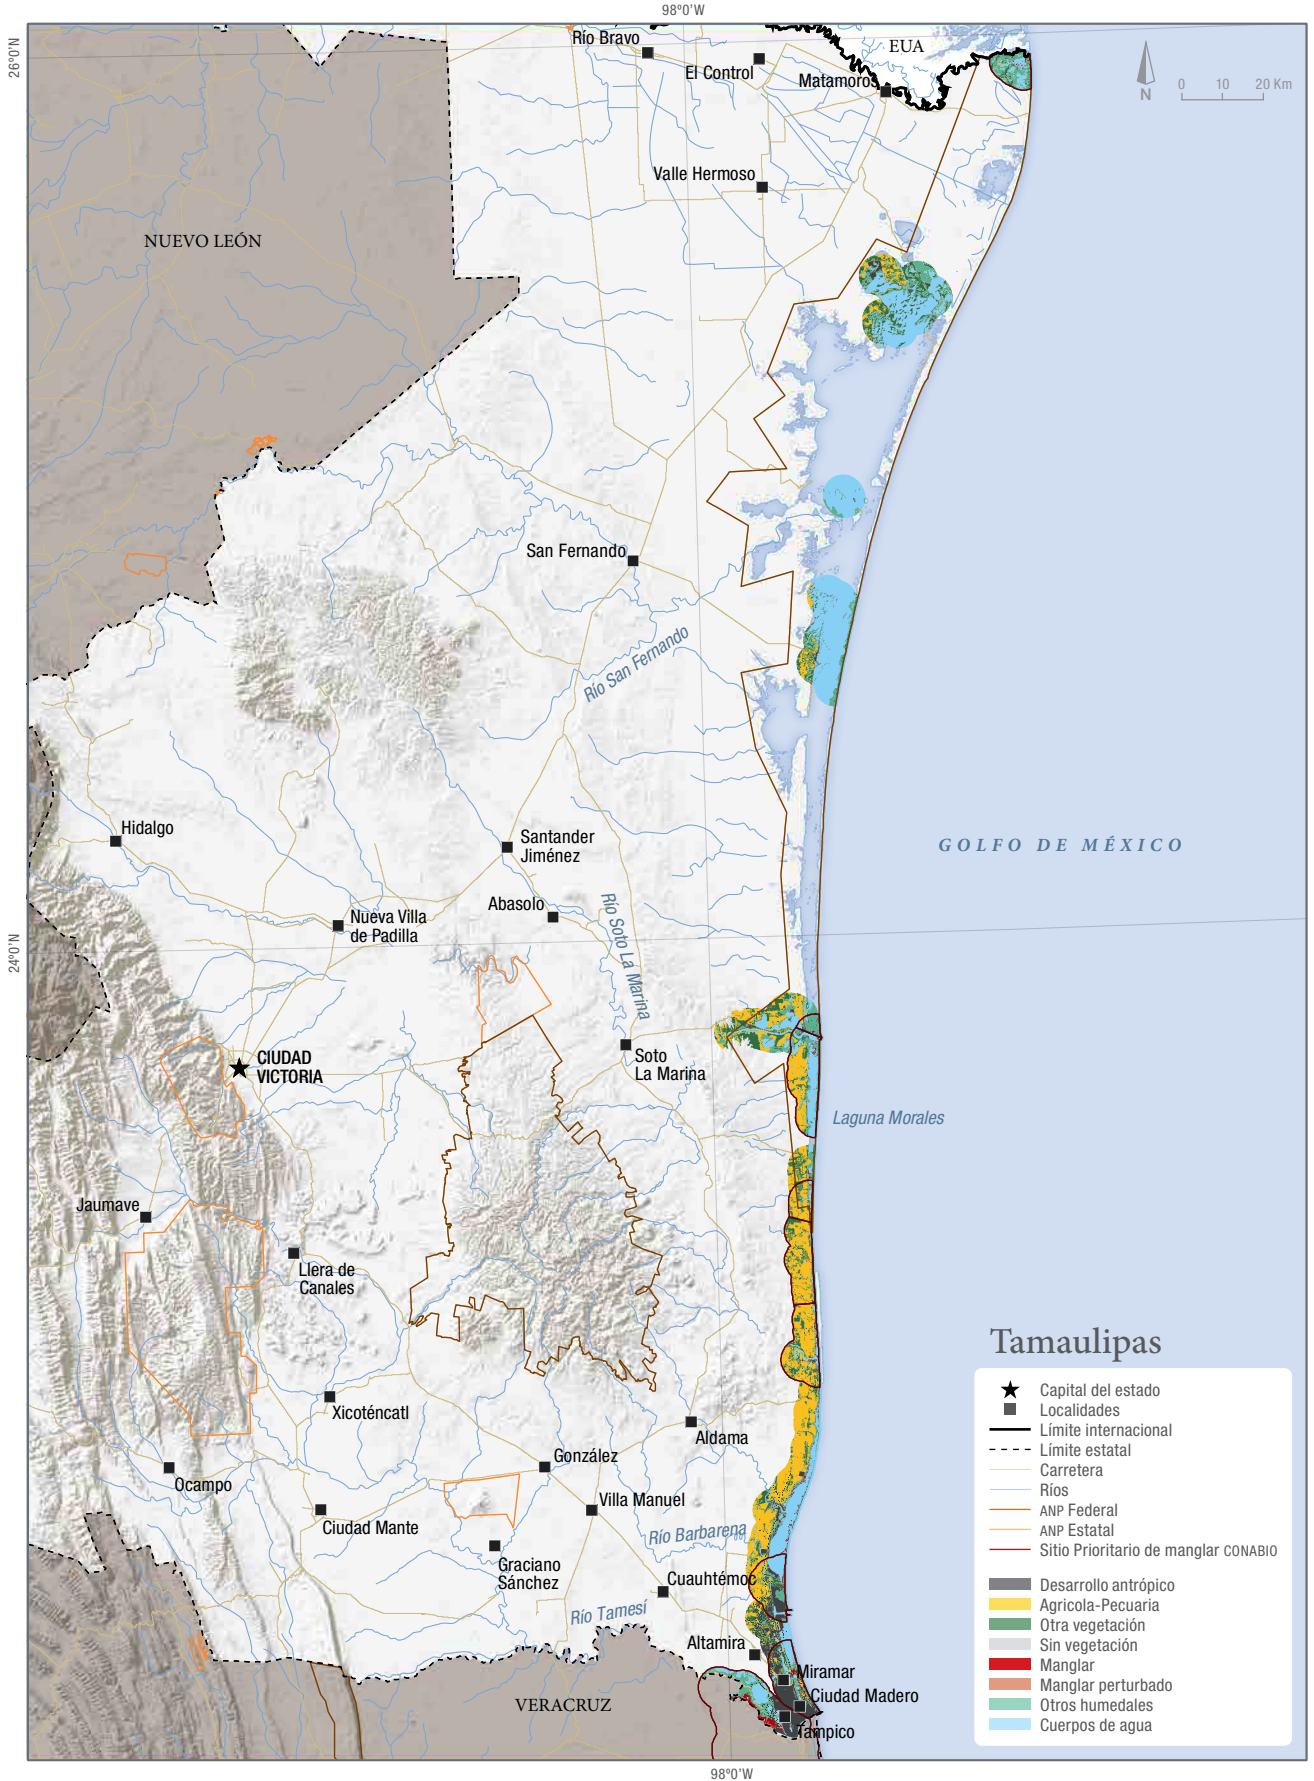 98°0'W
26°0'N
Río Bravo
EUA
El Control
Matamoros
N
0 10 20 Km
Valle Hermoso
NUEVO LEÓN
San Fernando
Río San Fernando
Hidalgo
Santander
Jiménez
GOLFO DE MÉXICO
Abasolo
Nueva Villa
de Padilla
Río Soto La Marina
24°0'N
CIUDAD
VICTORIA
Soto
La Marina
Laguna Morales
Jaumave
Llera de
Canales
Xicoténcatl
Aldama
González
Ocampo
Villa Manuel
Ciudad Mante
Río Barbarena
Graciano
Sánchez
Cuauhtémoc
Río Tamesí
Altamira
Miramar
Ciudad Madero
VERACRUZ
Tampico
98°0'W
Tamaulipas
Capital del estado
Localidades
Límite internacional
Límite estatal
Carretera
Ríos
ANP Federal
ANP Estatal
Sitio Prioritario de manglar CONABIO
Desarrollo antrópico
Agricola-Pecuaria
Otra vegetación
Sin vegetación
Manglar
Manglar perturbado
Otros humedales
Cuerpos de agua